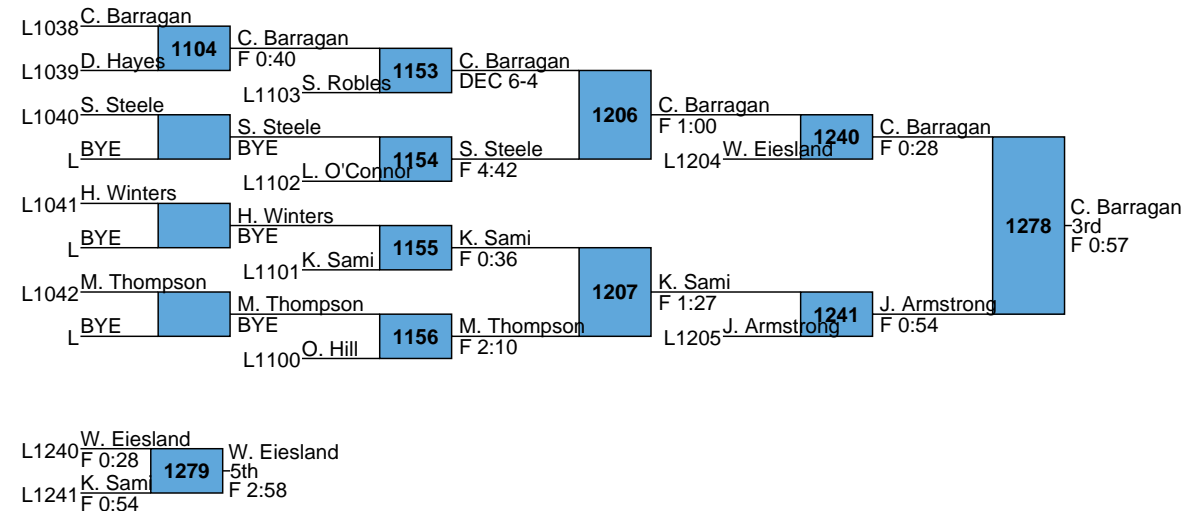 C. Barragan
L1038
1104
C. Barragan
F 0:40
D. Hayes
L1039
1153
C. Barragan
DEC 6-4
S. Robles
L1103
S. Steele
L1040
S. Steele
BYE
BYE
L
1154
S. Steele
F 4:42
L. O'Connor
L1102
1206
C. Barragan
F 1:00
W. Eiesland
L1204
1240
C. Barragan
F 0:28
H. Winters
L1041
H. Winters
BYE
BYE
L
1155
K. Sami
F 0:36
K. Sami
L1101
M. Thompson
L1042
M. Thompson
BYE
BYE
L
1156
M. Thompson
F 2:10
O. Hill
L1100
1207
K. Sami
F 1:27
J. Armstrong
L1205
1241
J. Armstrong
F 0:54
1278
C. Barragan
3rd
F 0:57
W. Eiesland
L1240
F 0:28
1279
W. Eiesland
5th
F 2:58
K. Sami
L1241
F 0:54